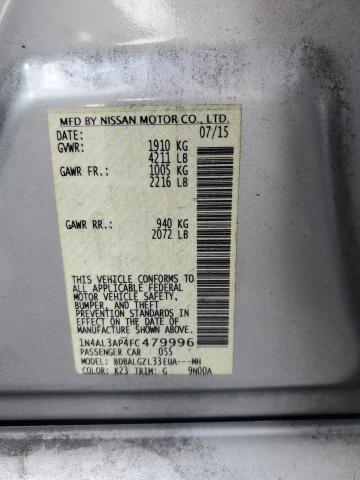 MFD BY NISSAN MOTOR CO., LTD.
DATE: 07/15
GVWR: 1910 KG
4211 LB
GAWR FR.: 1005 KG
2216 LB
GAWR RR.: 940 KG
2072 LB
THIS VEHICLE CONFORMS TO
ALL APPLICABLE FEDERAL
MOTOR VEHICLE SAFETY,
BUMPER, AND THEFT
PREVENTION STANDARDS
IN EFFECT ON THE DATE
OF MANUFACTURE SHOWN ABOVE.
1N4AL3AP4FC479996
PASSENGER CAR 055
MODEL: BDBALGZL33EUA---MH
COLOR: K23 TRIM: G 9N00A